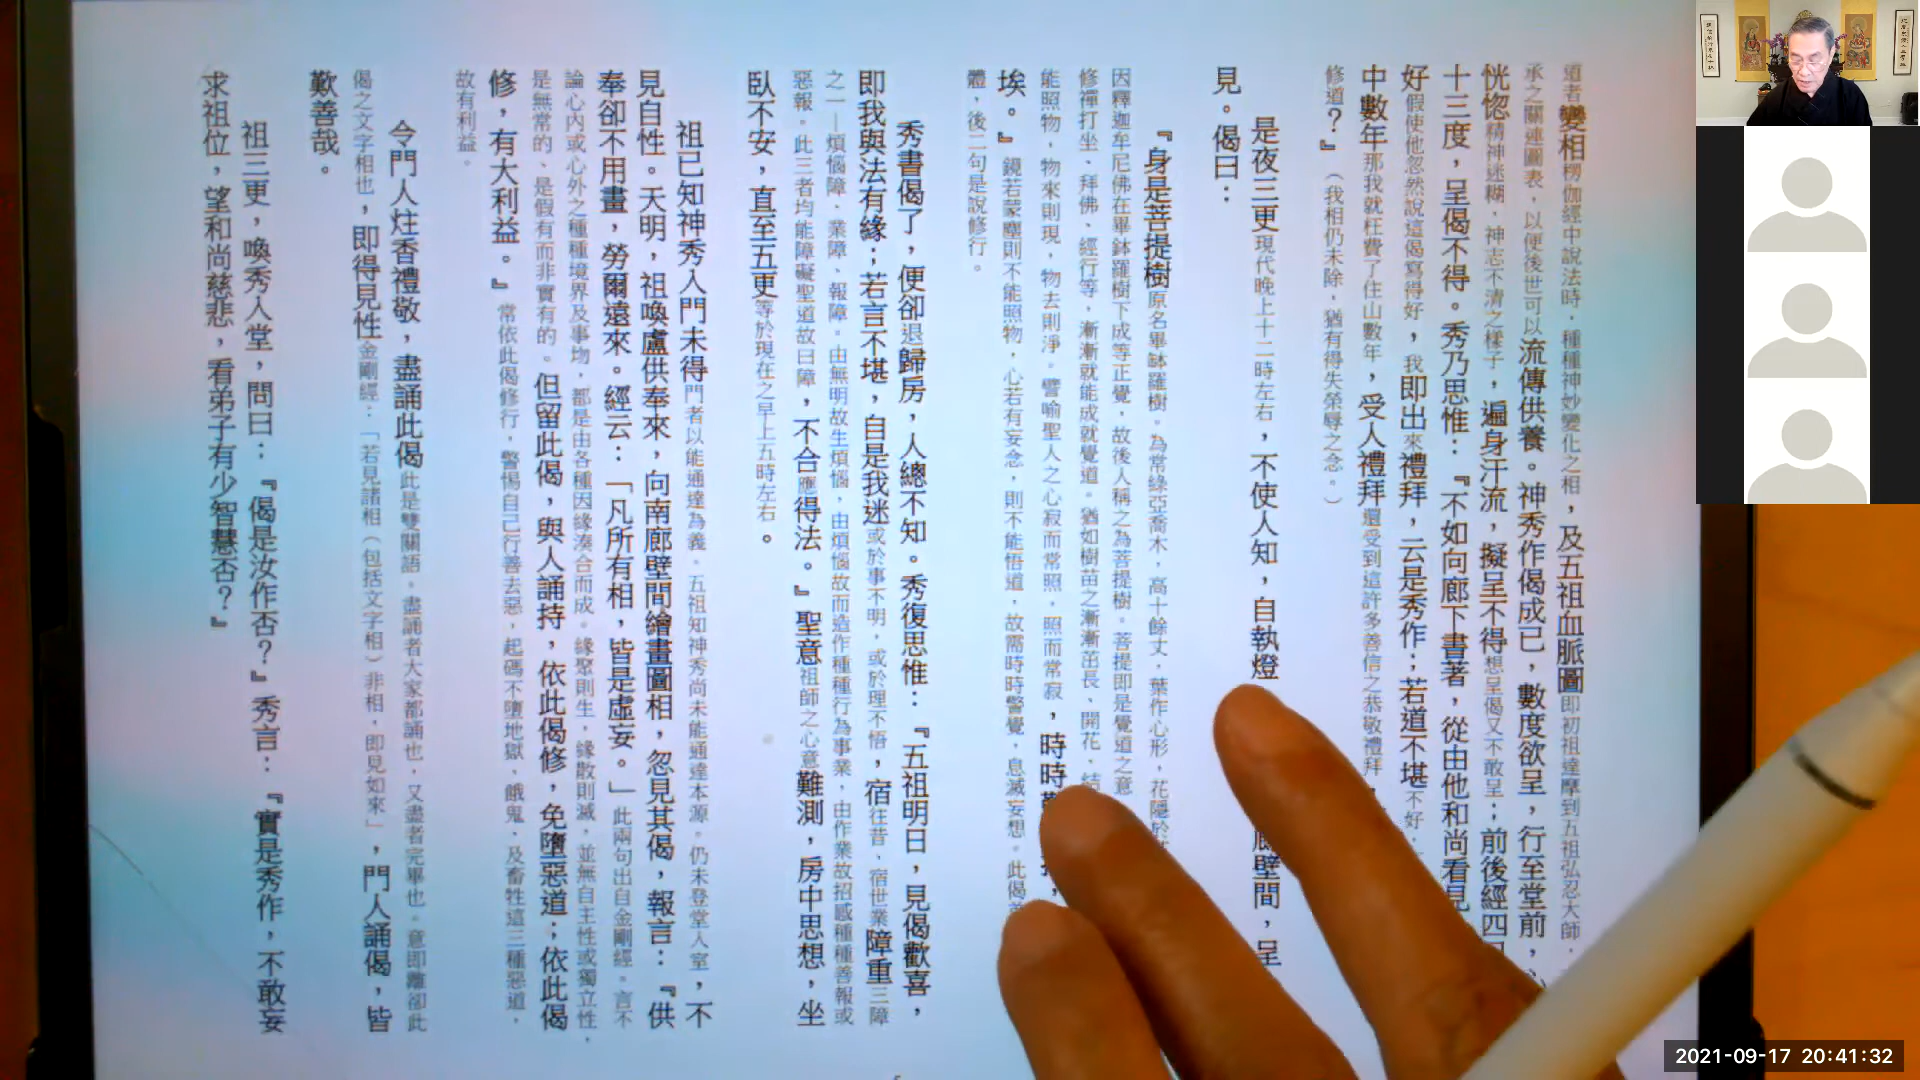 道者變相楞伽經中說法時，種種神妙變化之相，及五祖血脈圖即初祖達摩到五祖弘忍大師，
承之關連圖表，以便後世可以流傳供養。神秀作偈成已，數度欲呈，行至堂前，
恍惚精神迷糊、神志不清之樣子，遍身汗流，擬呈不得想呈偈又不敢呈；前後經四
十三度，呈偈不得。秀乃思惟：『不如向廊下書著，從由他和尚看見
好假使他忽然說這偈寫得好，我即出來禮拜，云是秀作；若道不堪不好，
中數年那我就枉費了住山數年，受人禮拜還受到這許多善信之恭敬禮拜，
修道？』（我相仍未除，猶有得失榮辱之念。）
是夜三更現代晚上十二時左右，不使人知，自執燈 壁間，呈
見。偈曰：
『身是菩提樹原名畢缽羅樹。為常綠亞喬木，高十餘丈，葉作心形，花隱於
因釋迦牟尼佛在畢缽羅樹下成等正覺，故後人稱之為菩提樹。菩提即是覺道之意
修禪打坐、拜佛、經行等，漸漸就能成就覺道。猶如樹苗之漸漸茁長、開花、結
能照物，物來則現，物去則淨。譬喻聖人之心寂而常照，照而常寂，時時
埃。』鏡若蒙塵則不能照物，心若有妄念，則不能悟道，故需時時警覺，息滅妄想。此偈
體，後二句是說修行。
秀書偈了，便卻退歸房，人總不知。秀復思惟：『五祖明日，見偈歡喜，
即我與法有緣；若言不堪，自是我迷或於事不明，或於理不悟，宿往昔，宿世業障重三障
之一—煩惱障、業障、報障。由無明故生煩惱，由煩惱故而造作種種行為事業，由作業故招感種種善報或
惡報。此三者均能障礙聖道故曰障，不合應得法。』聖意祖師之心意難測，房中思想，坐
臥不安，直至五更等於現在之早上五時左右。
祖已知神秀入門未得門者以能通達為義。五祖知神秀尚未能通達本源。仍未登堂入室，不
見自性。天明，祖喚盧供奉來，向南廊壁間繪畫圖相，忽見其偈，報言：『供
奉卻不用畫，勞爾遠來。經云：「凡所有相，皆是虛妄。」此兩句出自金剛經。言不
論心內或心外之種種境界及事物，都是由各種因緣湊合而成。緣聚則生，緣散則滅，並無自主性或獨立性，
是無常的、是假有而非實有的。但留此偈，與人誦持，依此偈修，免墮惡道；依此偈
修，有大利益。』常依此偈修行，警惕自己行善去惡，起碼不墮地獄、餓鬼、及畜牲這三種惡道，
故有利益。
令門人炷香禮敬，盡誦此偈此是雙關語。盡誦者大家都誦也，又盡者完畢也。意即離卻此
偈之文字相也，即得見性金剛經：「若見諸相（包括文字相）非相，即見如來」，門人誦偈，皆
歎善哉。
祖三更，喚秀入堂，問曰：『偈是汝作否？』秀言：『實是秀作，不敢妄
求祖位，望和尚慈悲，看弟子有少智慧否？』
2021-09-17 20:41:32